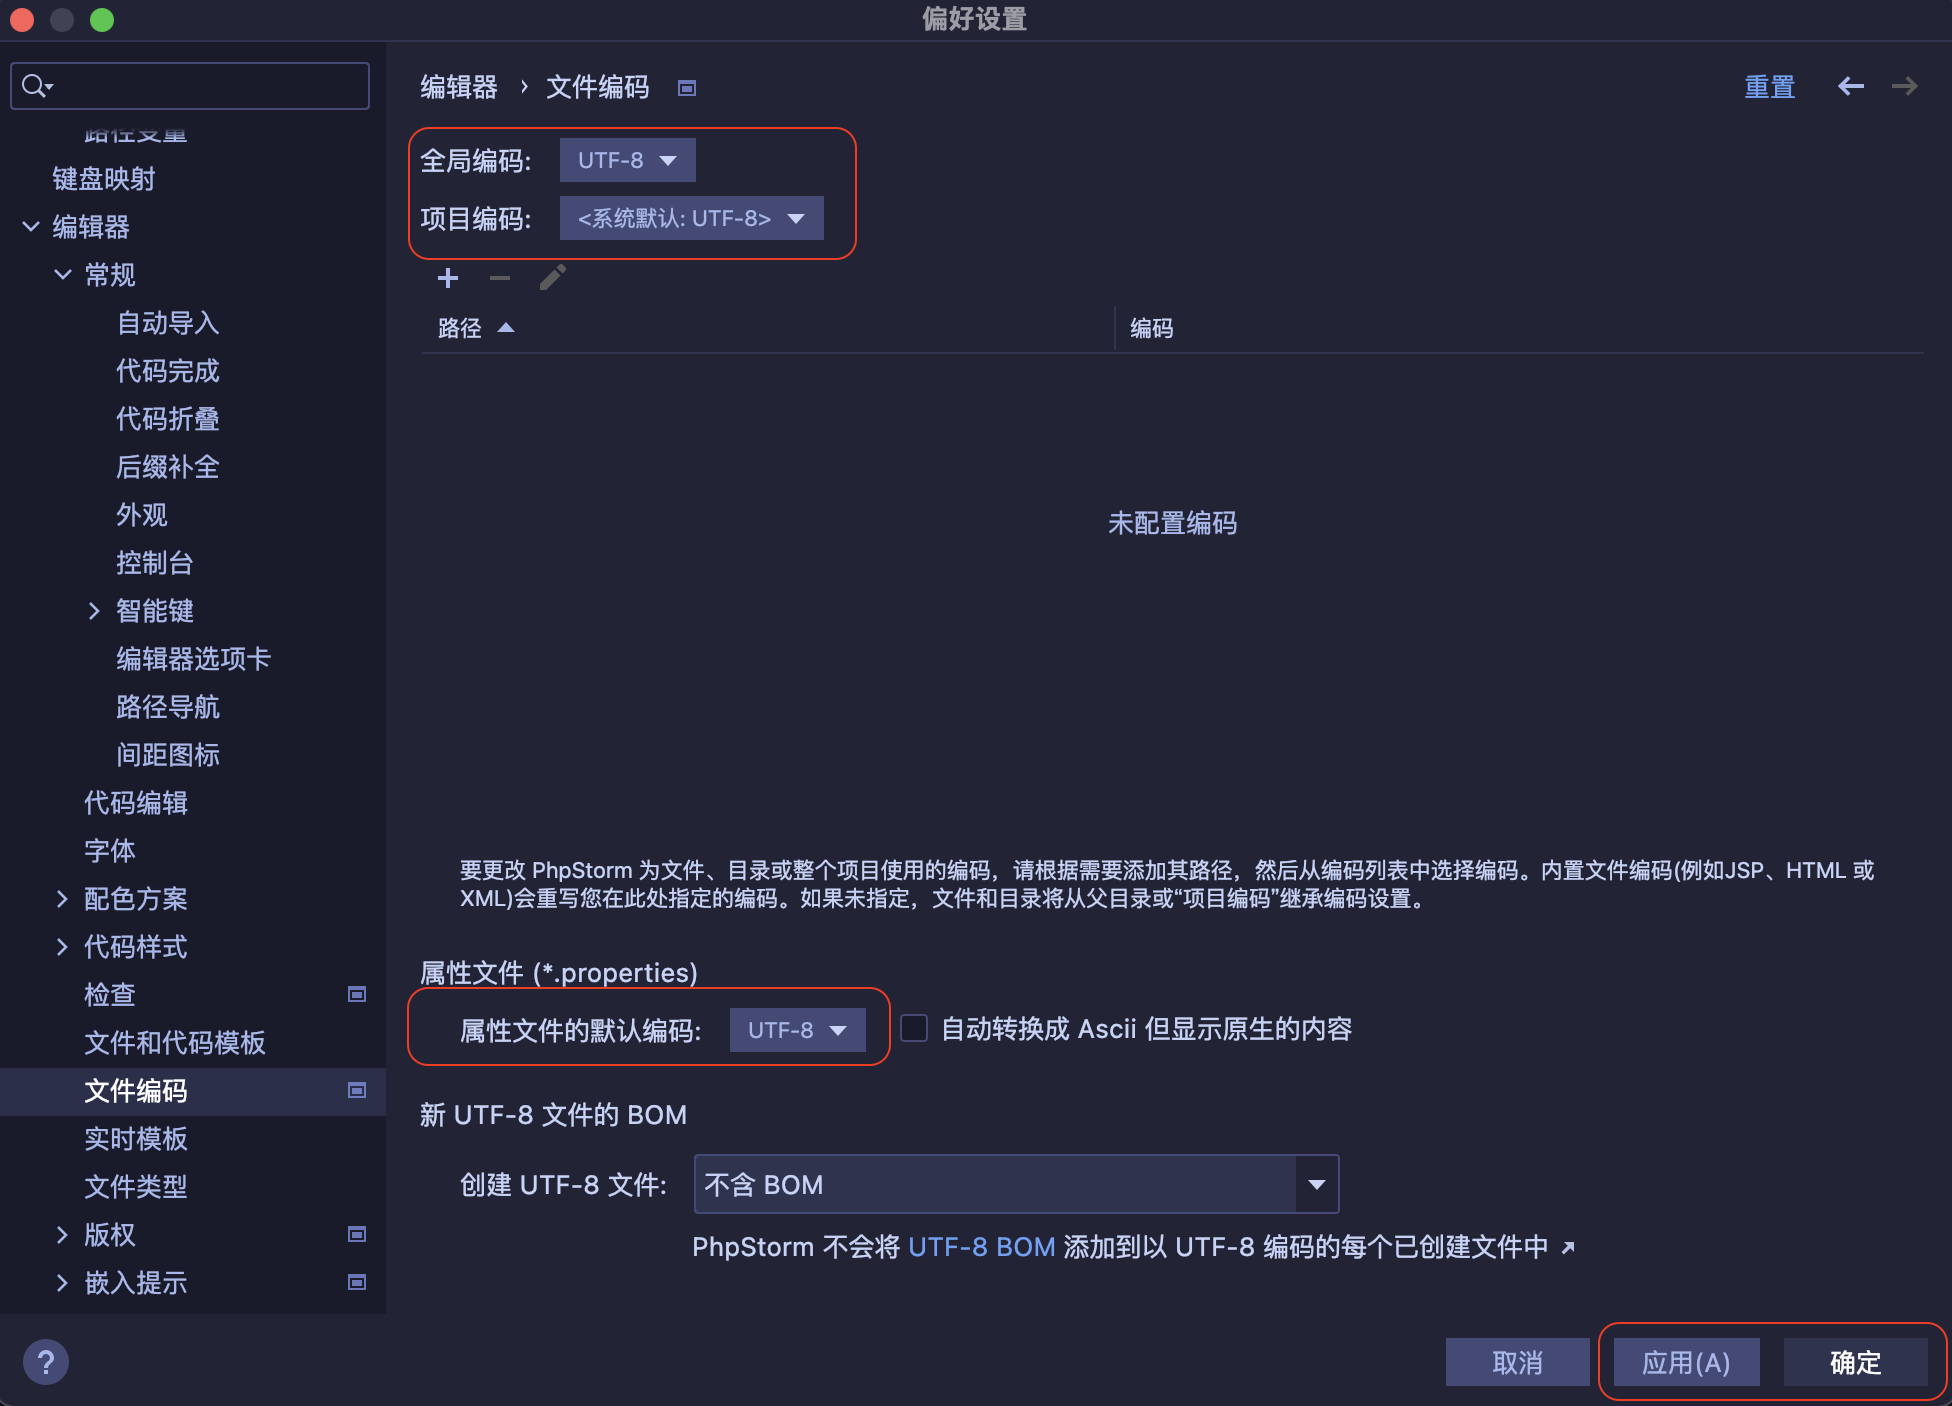 偏好设置
路径变量
键盘映射
编辑器
常规
自动导入
代码完成
代码折叠
后缀补全
外观
控制台
智能键
编辑器选项卡
路径导航
间距图标
代码编辑
字体
配色方案
代码样式
检查
文件和代码模板
文件编码
实时模板
文件类型
版权
嵌入提示
编辑器 › 文件编码
重置
全局编码: UTF-8
项目编码: <系统默认: UTF-8>
路径 编码
未配置编码
要更改 PhpStorm 为文件、目录或整个项目使用的编码，请根据需要添加其路径，然后从编码列表中选择编码。内置文件编码(例如JSP、HTML 或
XML)会重写您在此处指定的编码。如果未指定，文件和目录将从父目录或“项目编码”继承编码设置。
属性文件 (*.properties)
属性文件的默认编码: UTF-8 自动转换成 Ascii 但显示原生的内容
新 UTF-8 文件的 BOM
创建 UTF-8 文件: 不含 BOM
PhpStorm 不会将 UTF-8 BOM 添加到以 UTF-8 编码的每个已创建文件中
? 取消 应用(A) 确定